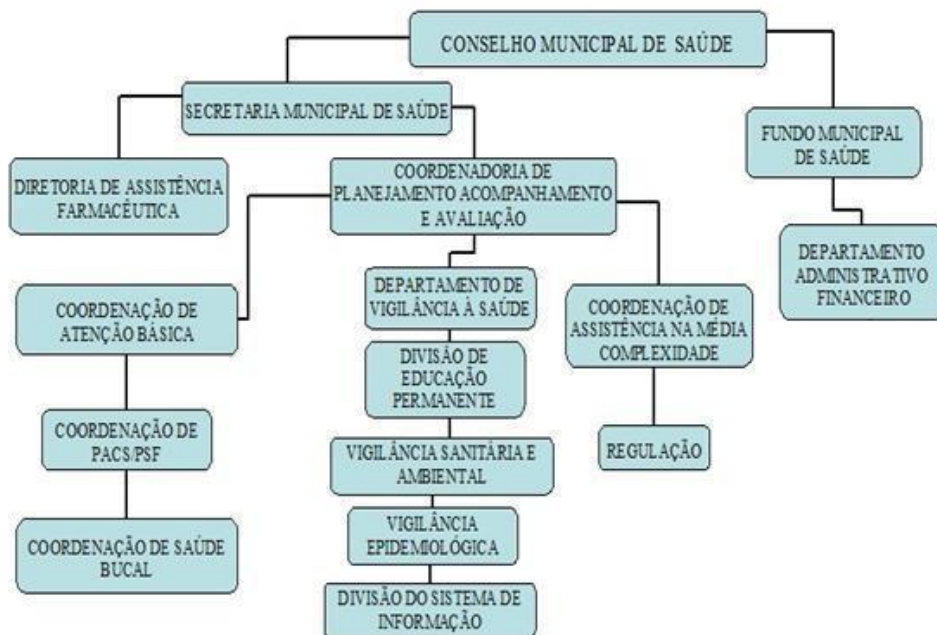 CONSELHO MUNICIPAL DE SAÚDE
SECRETARIA MUNICIPAL DE SAÚDE
FUNDO MUNICIPAL
DE SAÚDE
DIRETORIA DE ASSISTÊNCIA
FARMACÊUTICA
COORDENADORIA DE
PLANEJAMENTO ACOMPANHAMENTO
E AVALIAÇÃO
DEPARTAMENTO
ADMINISTRATIVO
FINANCEIRO
COORDENAÇÃO DE
ATENÇÃO BÁSICA
DEPARTAMENTO DE
VIGILÂNCIA À SAÚDE
COORDENAÇÃO DE
ASSISTÊNCIA NA MÉDIA
COMPLEXIDADE
DIVISÃO DE
EDUCAÇÃO
PERMANENTE
COORDENAÇÃO DE
PACS/PSF
VIGILÂNCIA SANITÁRIA E
AMBIENTAL
REGULAÇÃO
VIGILÂNCIA
EPIDEMIOLÓGICA
COORDENAÇÃO DE SAÚDE
BUCAL
DIVISÃO DO SISTEMA DE
INFORMAÇÃO